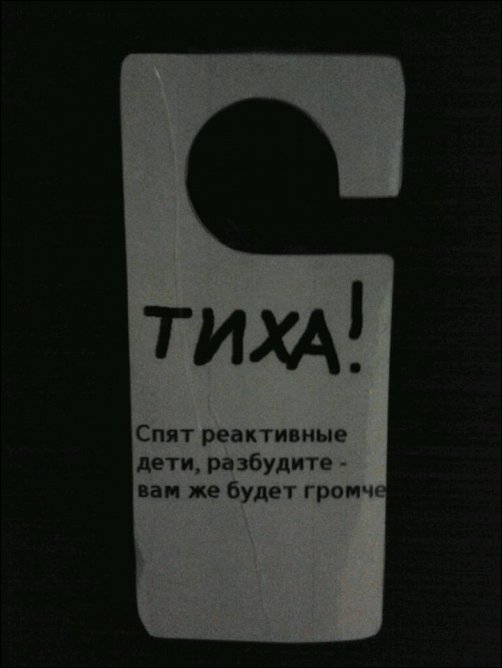 ТИХА!
Спят реактивные
дети, разбудите -
вам же будет громче